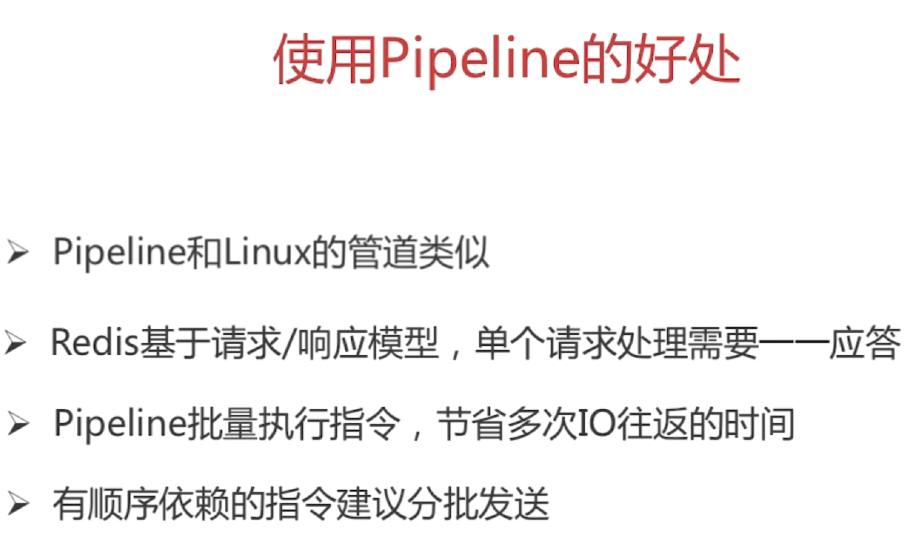 使用Pipeline的好处
➢ Pipeline和Linux的管道类似
➢ Redis基于请求/响应模型，单个请求处理需要一一应答
➢ Pipeline批量执行指令，节省多次IO往返的时间
➢ 有顺序依赖的指令建议分批发送